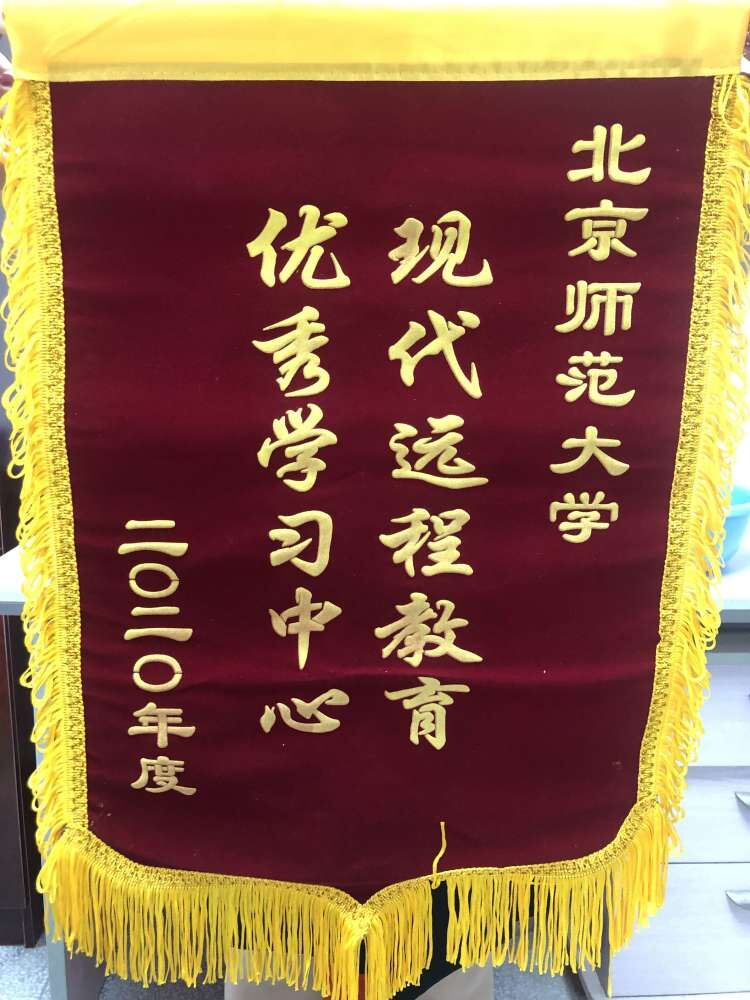 北京师范大学
现代远程教育
优秀学习中心
二〇二〇年度